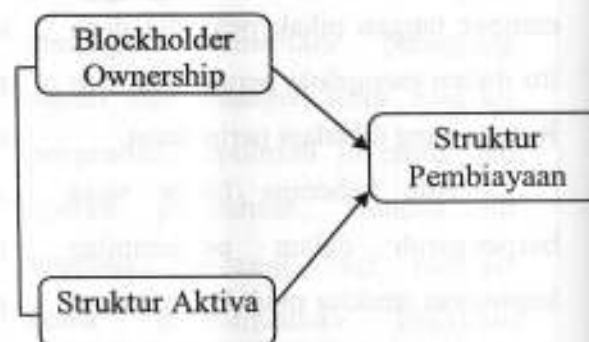 Blockholder
Ownership
Struktur
Pembiayaan
Struktur Aktiva